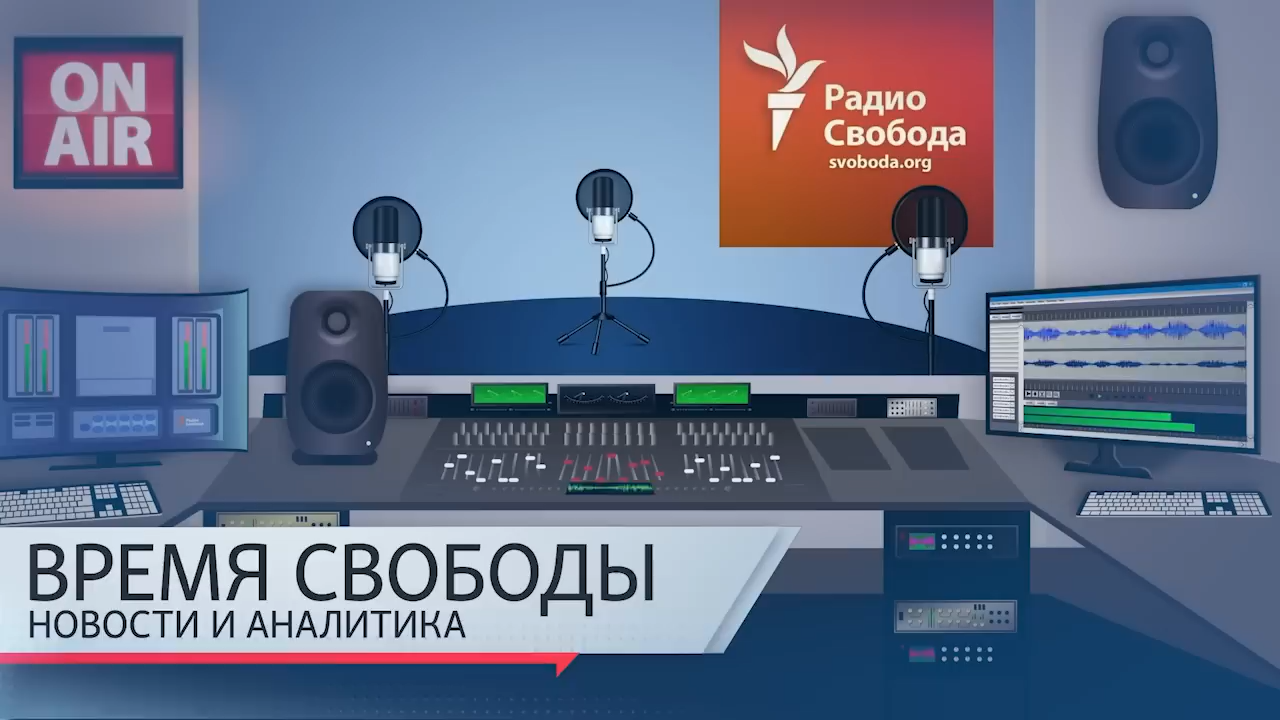 ON
AIR
Радио
Свобода
svoboda.org
ВРЕМЯ СВОБОДЫ
НОВОСТИ И АНАЛИТИКА